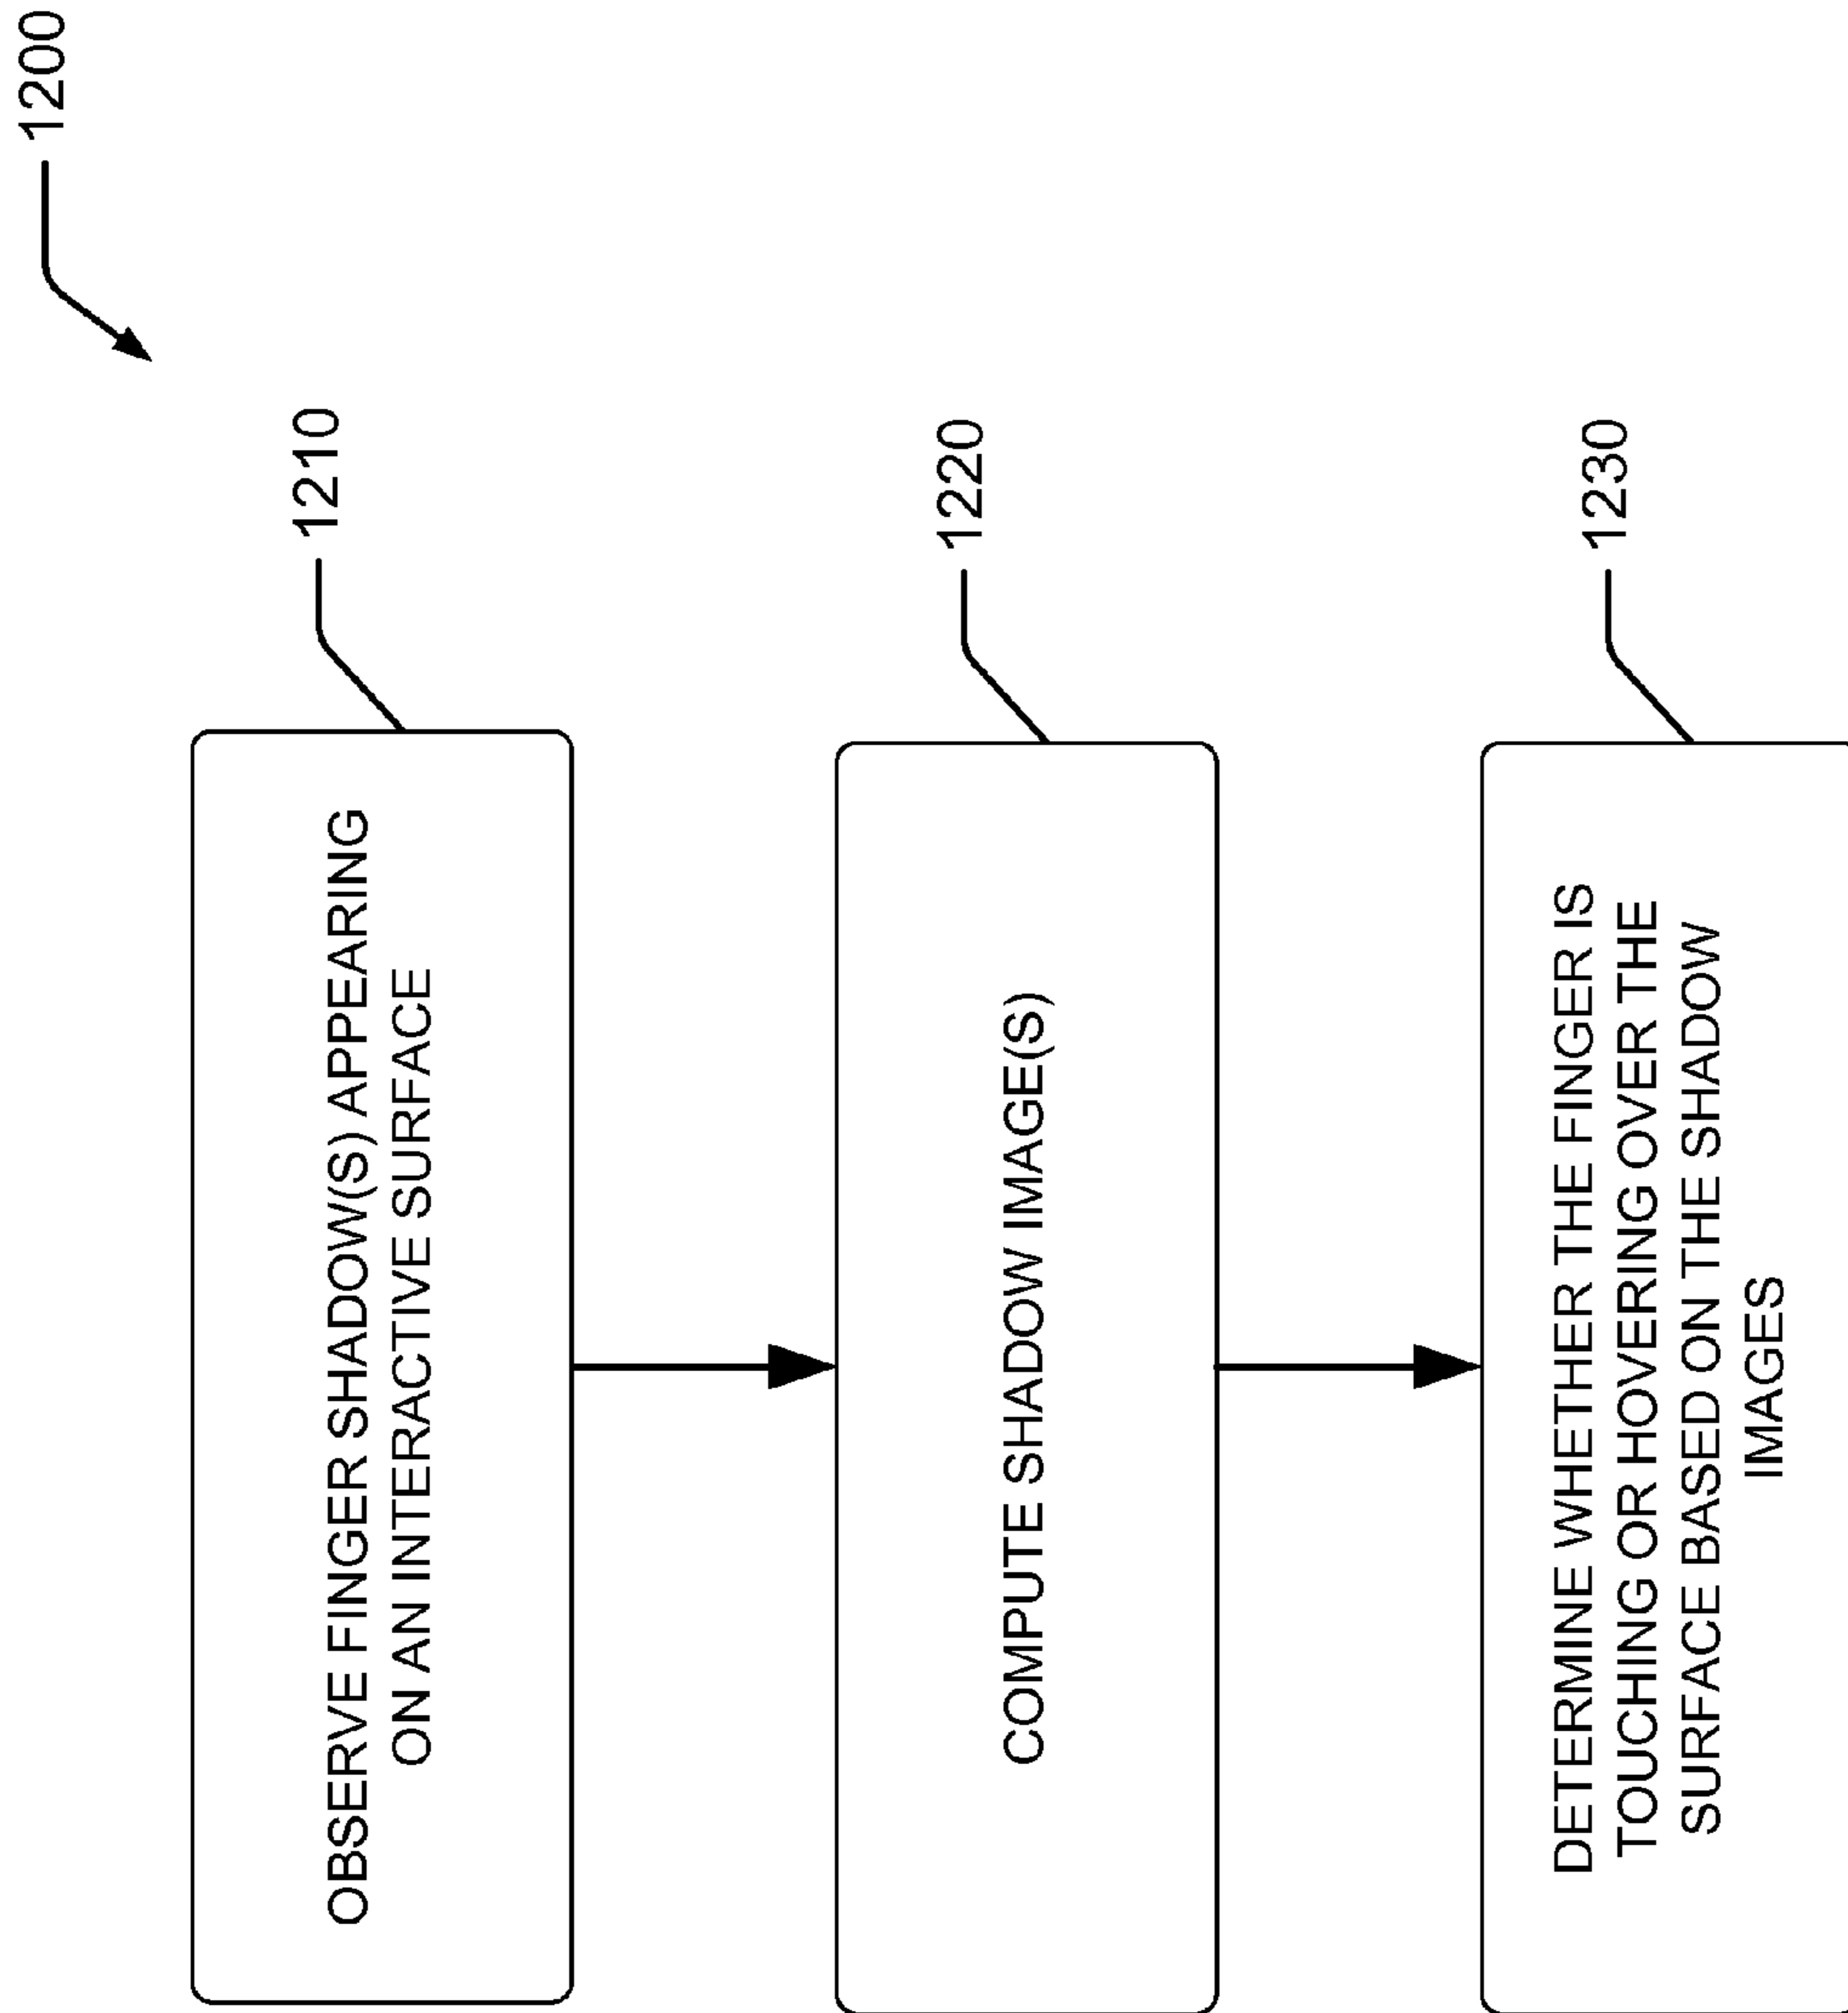 1200
1210
OBSERVE FINGER SHADOW(S) APPEARING
ON AN INTERACTIVE SURFACE
1220
COMPUTE SHADOW IMAGE(S)
1230
DETERMINE WHETHER THE FINGER IS
TOUCHING OR HOVERING OVER THE
SURFACE BASED ON THE SHADOW
IMAGES